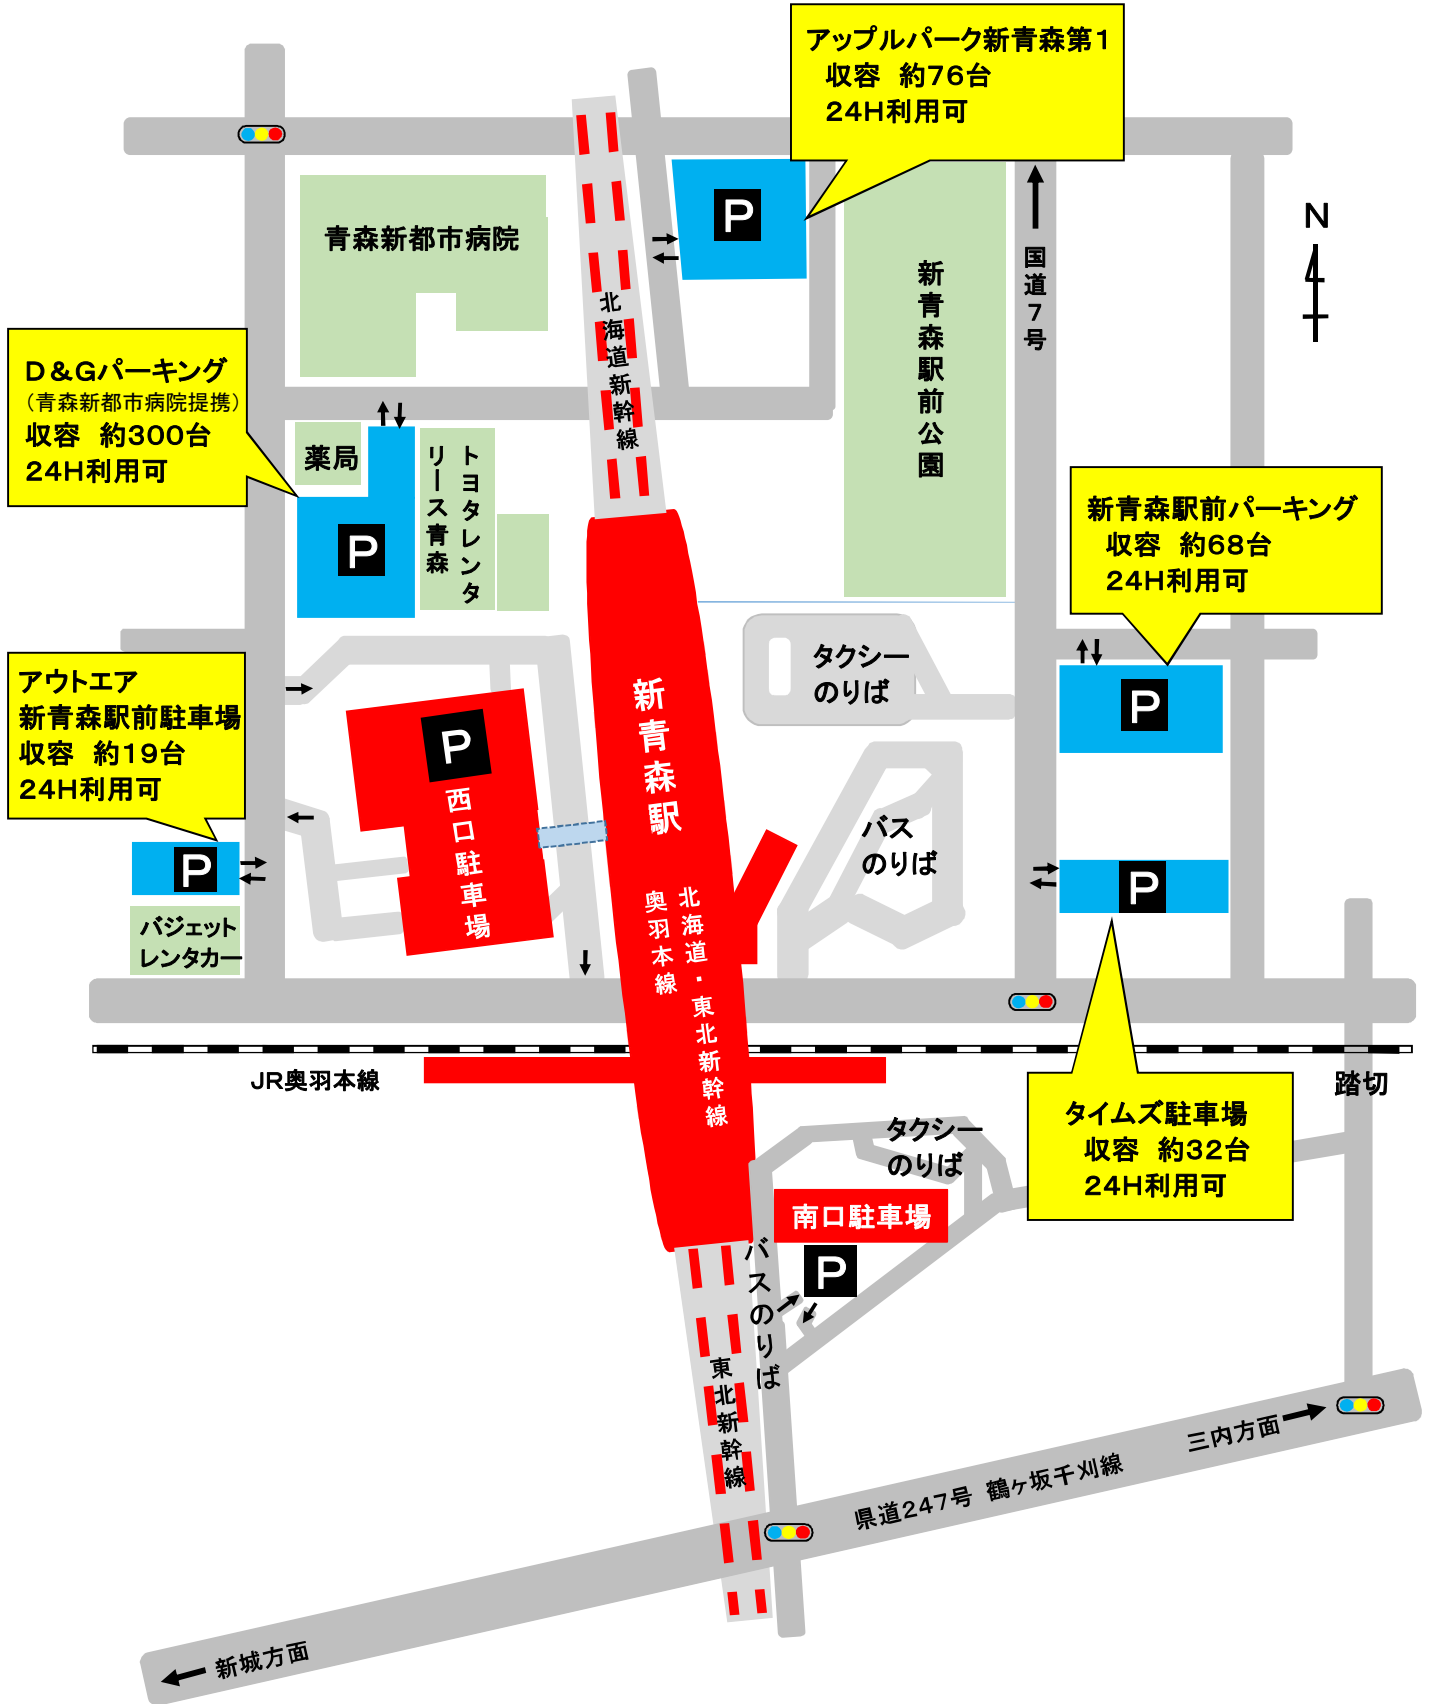 アップルパーク新青森第1
収容 約76台
24H利用可
P
青森新都市病院
北海道新幹線
新青森駅前公園
国道7号
N
D&Gパーキング
(青森新都市病院提携)
収容 約300台
24H利用可
薬局
P
トヨタレンタ
リース青森
新青森駅前パーキング
収容 約68台
24H利用可
P
タクシー
のりば
アウトエア
新青森駅前駐車場
収容 約19台
24H利用可
P
バジェット
レンタカー
P
西口駐車場
新青森駅
北海道・東北新幹線
奥羽本線
バス
のりば
P
タイムズ駐車場
収容 約32台
24H利用可
JR奥羽本線
踏切
タクシー
のりば
南口駐車場
P
バスのりば
東北新幹線
三内方面
県道247号 鶴ヶ坂千刈線
新城方面